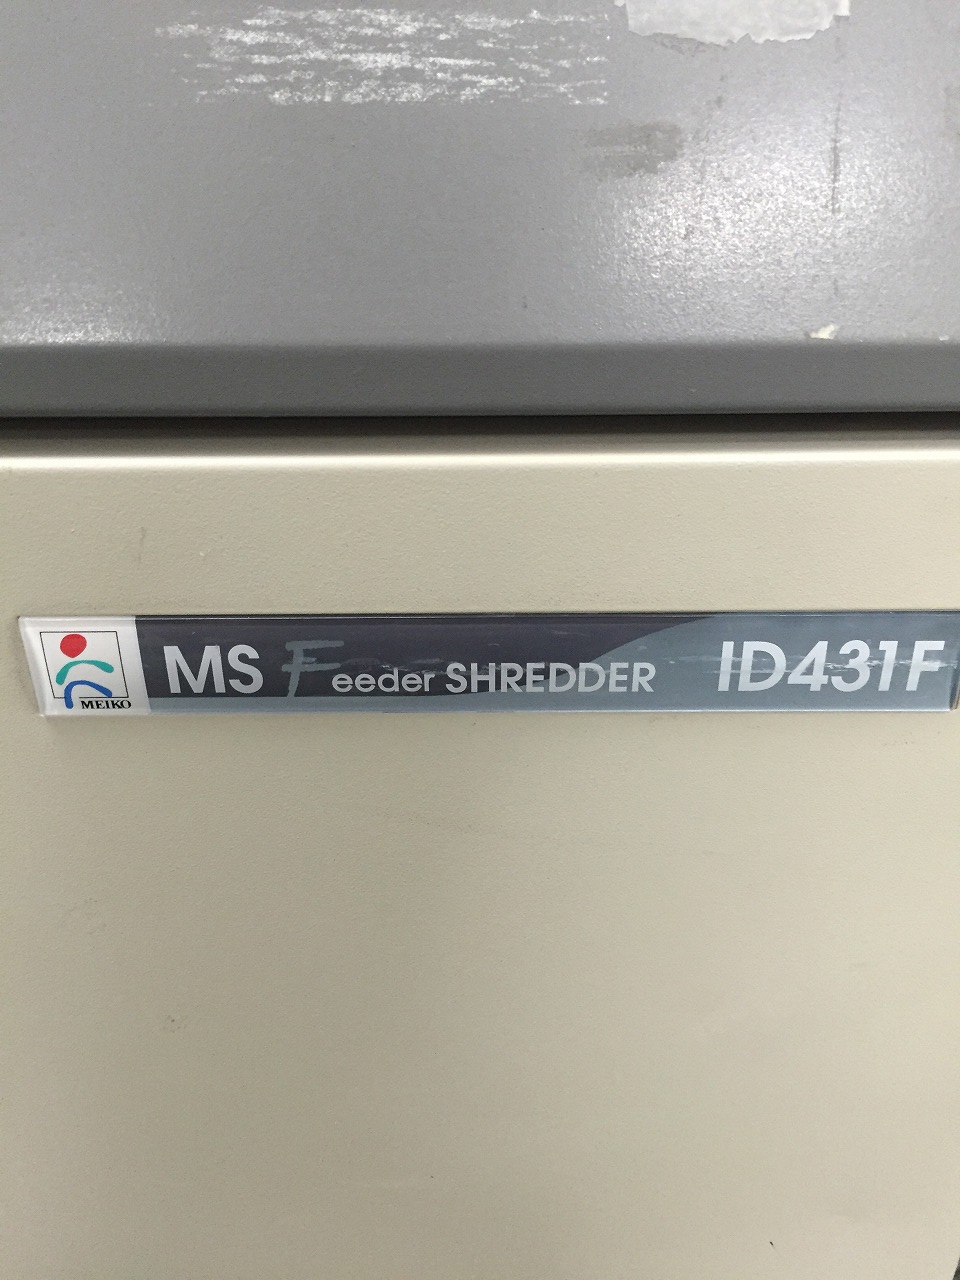 MEIKO
MS Feeder SHREDDER ID431F